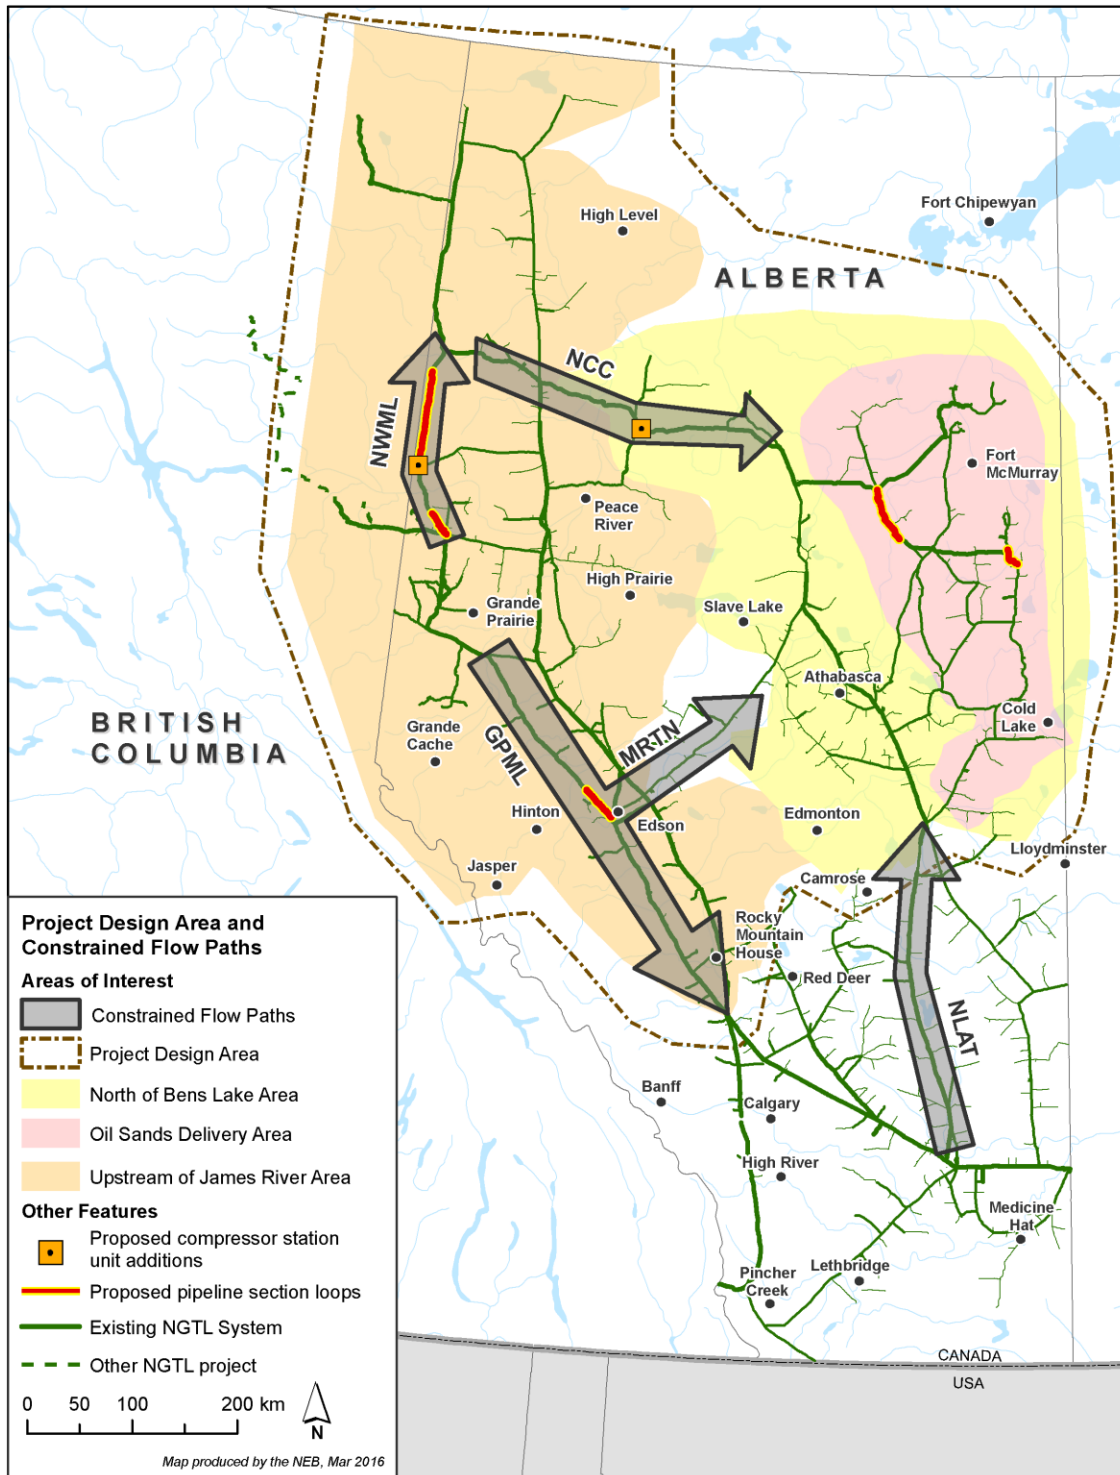 Fort Chipewyan
High Level
ALBERTA
NCC
NWML
Fort
McMurray
Peace
River
High Prairie
Grande
Prairie
Slave Lake
Athabasca
BRITISH
COLUMBIA
Grande
Cache
GPML
MRTN
Cold
Lake
Hinton
Edson
Edmonton
Lloydminster
Jasper
Camrose
Rocky
Mountain
House
Red Deer
NLAT
Banff
Calgary
High River
Medicine
Hat
Lethbridge
Pincher
Creek
CANADA
USA
Project Design Area and
Constrained Flow Paths
Areas of Interest
Constrained Flow Paths
Project Design Area
North of Bens Lake Area
Oil Sands Delivery Area
Upstream of James River Area
Other Features
Proposed compressor station
unit additions
Proposed pipeline section loops
Existing NGTL System
Other NGTL project
0 50 100 200 km
N
Map produced by the NEB, Mar 2016